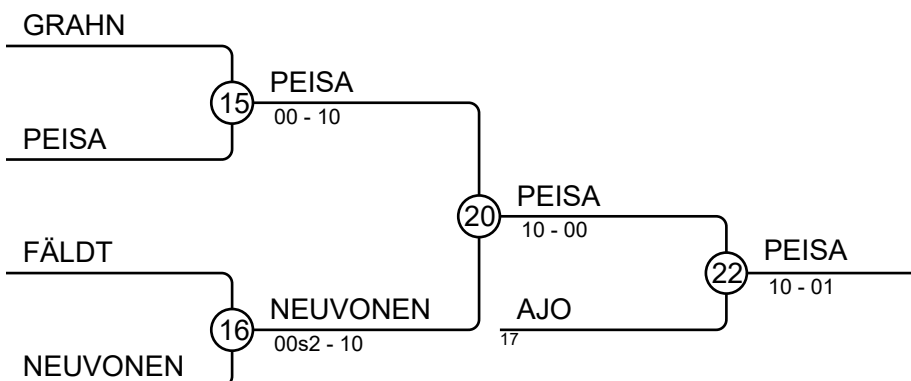 GRAHN
PEISA
15
00 - 10
PEISA
PEISA
20
10 - 00
FÄLDT
PEISA
22
10 - 01
NEUVONEN
AJO
16
00s2 - 10
17
NEUVONEN